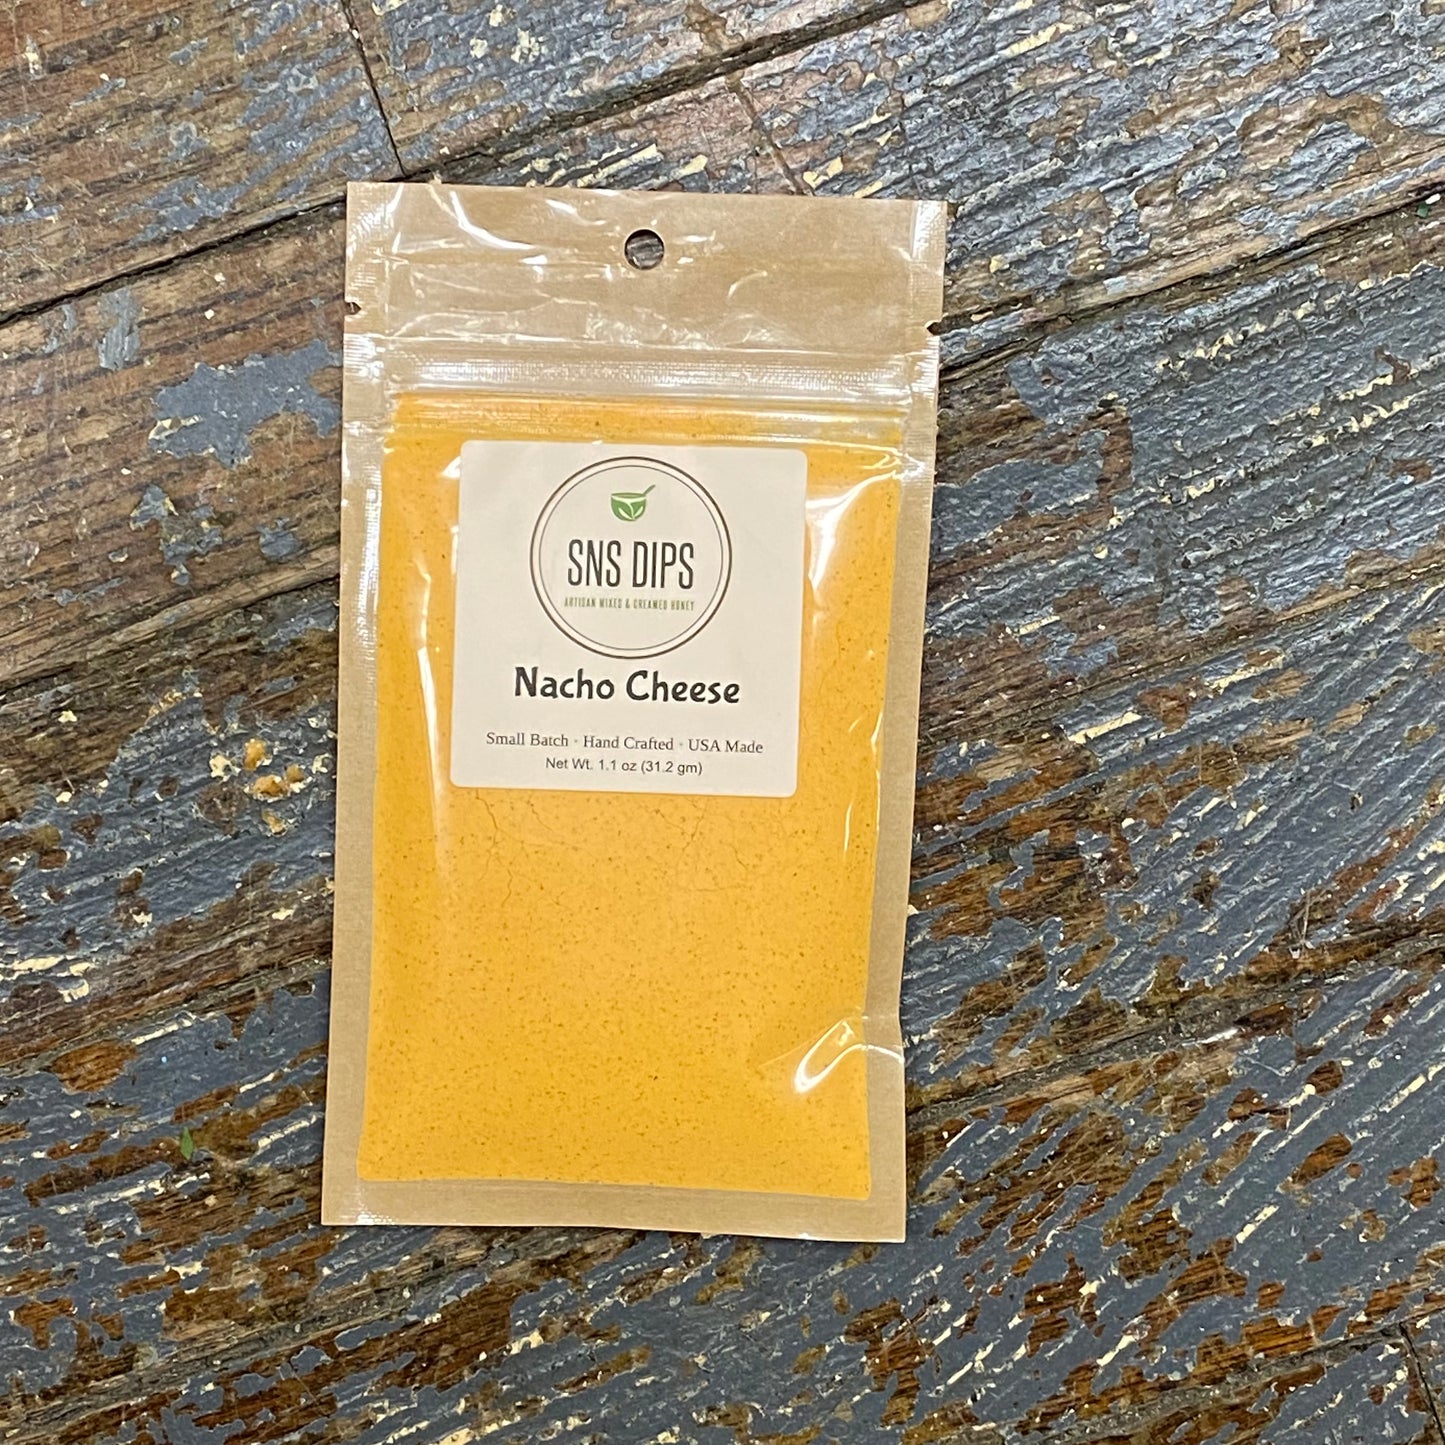 SNS DIPS
ARTISAN MIXES & CREAMED HONEY
Nacho Cheese
Small Batch • Hand Crafted • USA Made
Net Wt. 1.1 oz (31.2 gm)